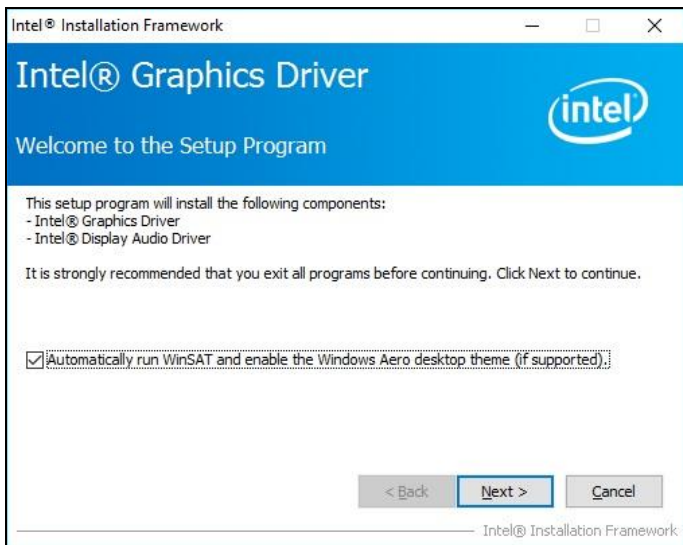 Intel® Installation Framework
Intel® Graphics Driver
intel
Welcome to the Setup Program
This setup program will install the following components:
- Intel® Graphics Driver
- Intel® Display Audio Driver
It is strongly recommended that you exit all programs before continuing. Click Next to continue.
Automatically run WinSAT and enable the Windows Aero desktop theme (if supported).
< Back
Next >
Cancel
Intel® Installation Framework